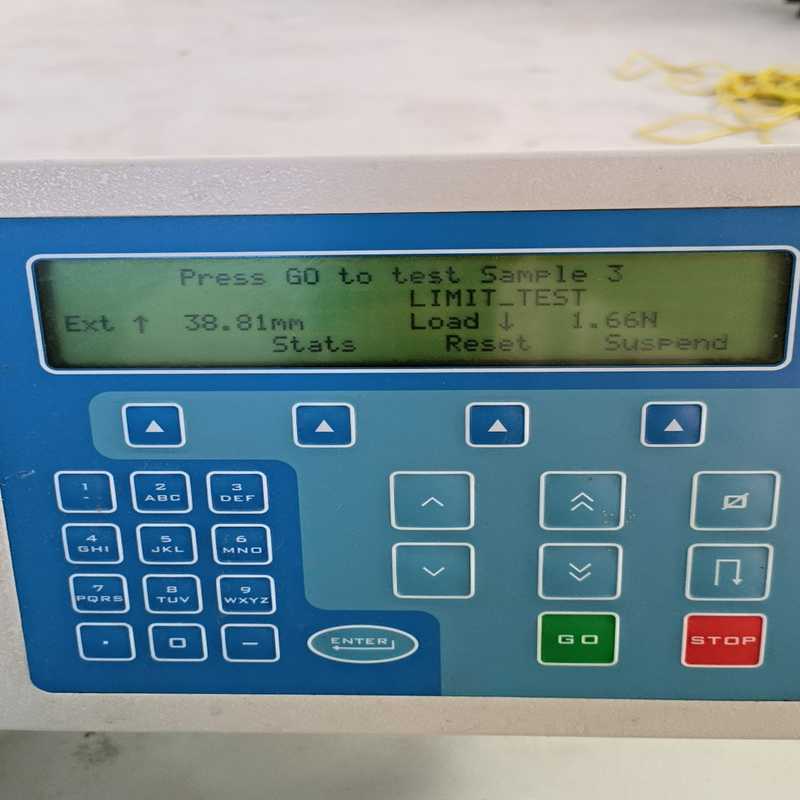 Press GO to test Sample 3
LIMIT_TEST
Ext ↑ 38.81mm Load ↓ 1.66N
Stats Reset Suspend
1 2 3
- ABC DEF
4 5 6
GHI JKL MNO
7 8 9
PQRS TUV WXYZ
. 0 - ENTER GO STOP